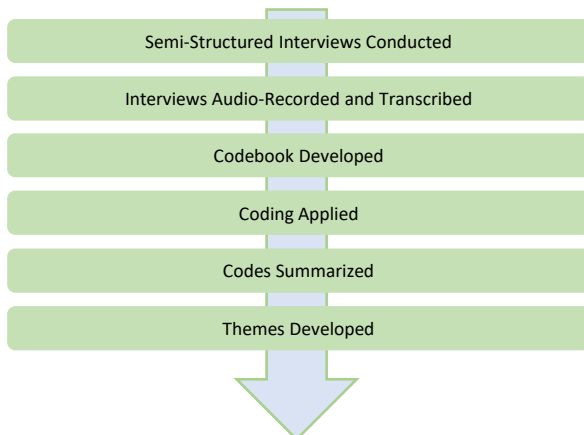 Semi-Structured Interviews Conducted
Interviews Audio-Recorded and Transcribed
Codebook Developed
Coding Applied
Codes Summarized
Themes Developed